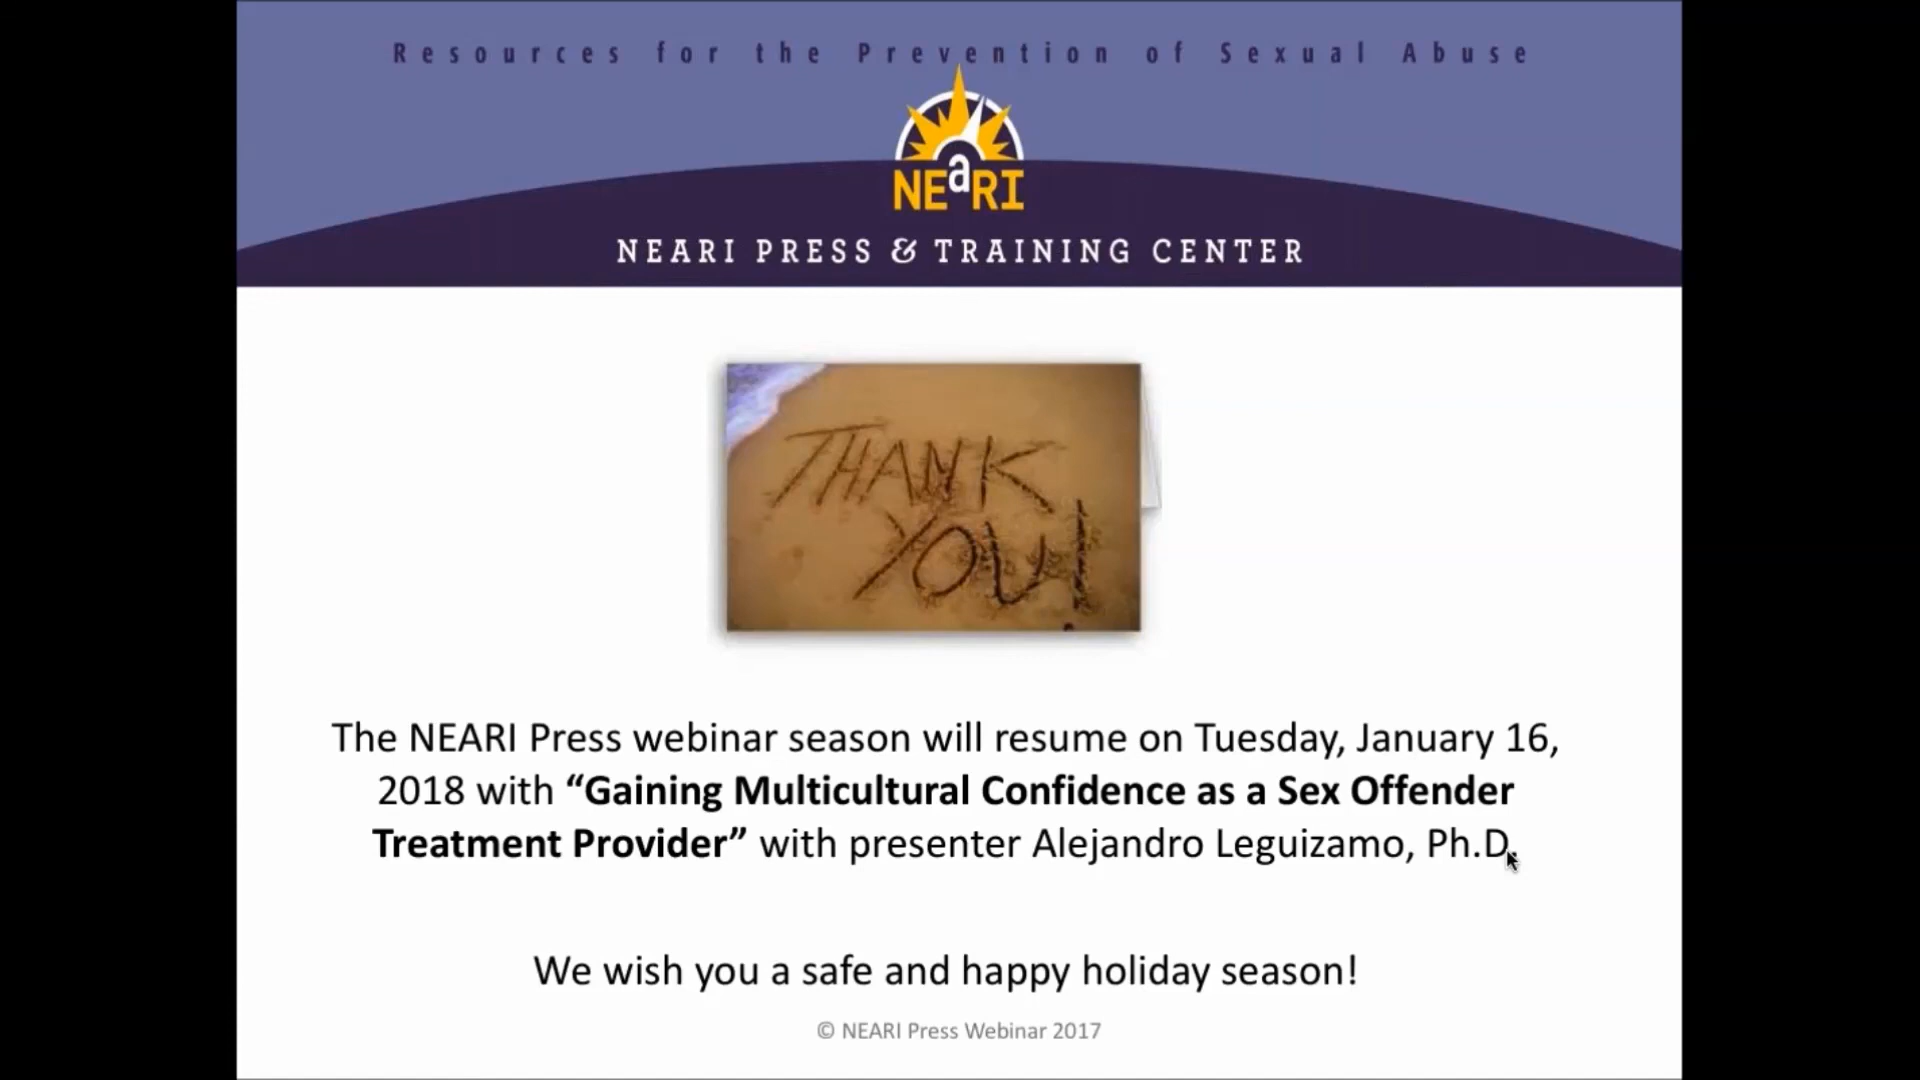 Resources for the Prevention of Sexual Abuse
NEaRI
NEARI PRESS & TRAINING CENTER
THANK
YOU!
The NEARI Press webinar season will resume on Tuesday, January 16,
2018 with “Gaining Multicultural Confidence as a Sex Offender
Treatment Provider” with presenter Alejandro Leguizamo, Ph.D.
We wish you a safe and happy holiday season!
© NEARI Press Webinar 2017